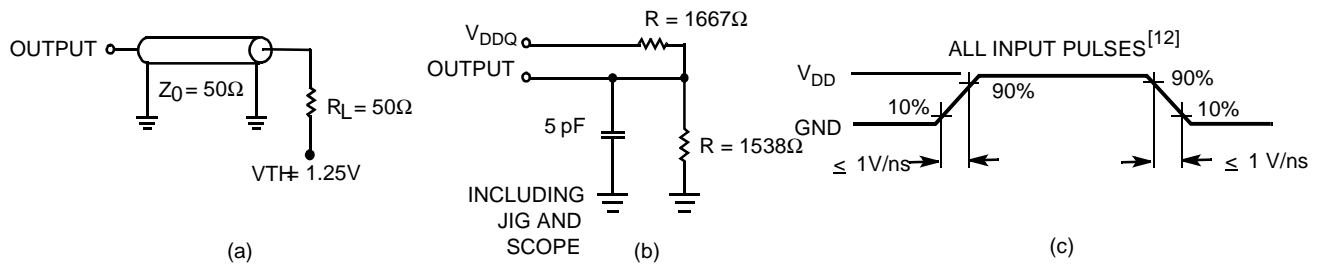 OUTPUT
Z0 = 50Ω
RL = 50Ω
VTH= 1.25V
(a)
R = 1667Ω
VDDQ
OUTPUT
5 pF
R = 1538Ω
INCLUDING
JIG AND
SCOPE
(b)
ALL INPUT PULSES[12]
VDD
GND
10%
90%
90%
10%
≤ 1V/ns
≤ 1 V/ns
(c)